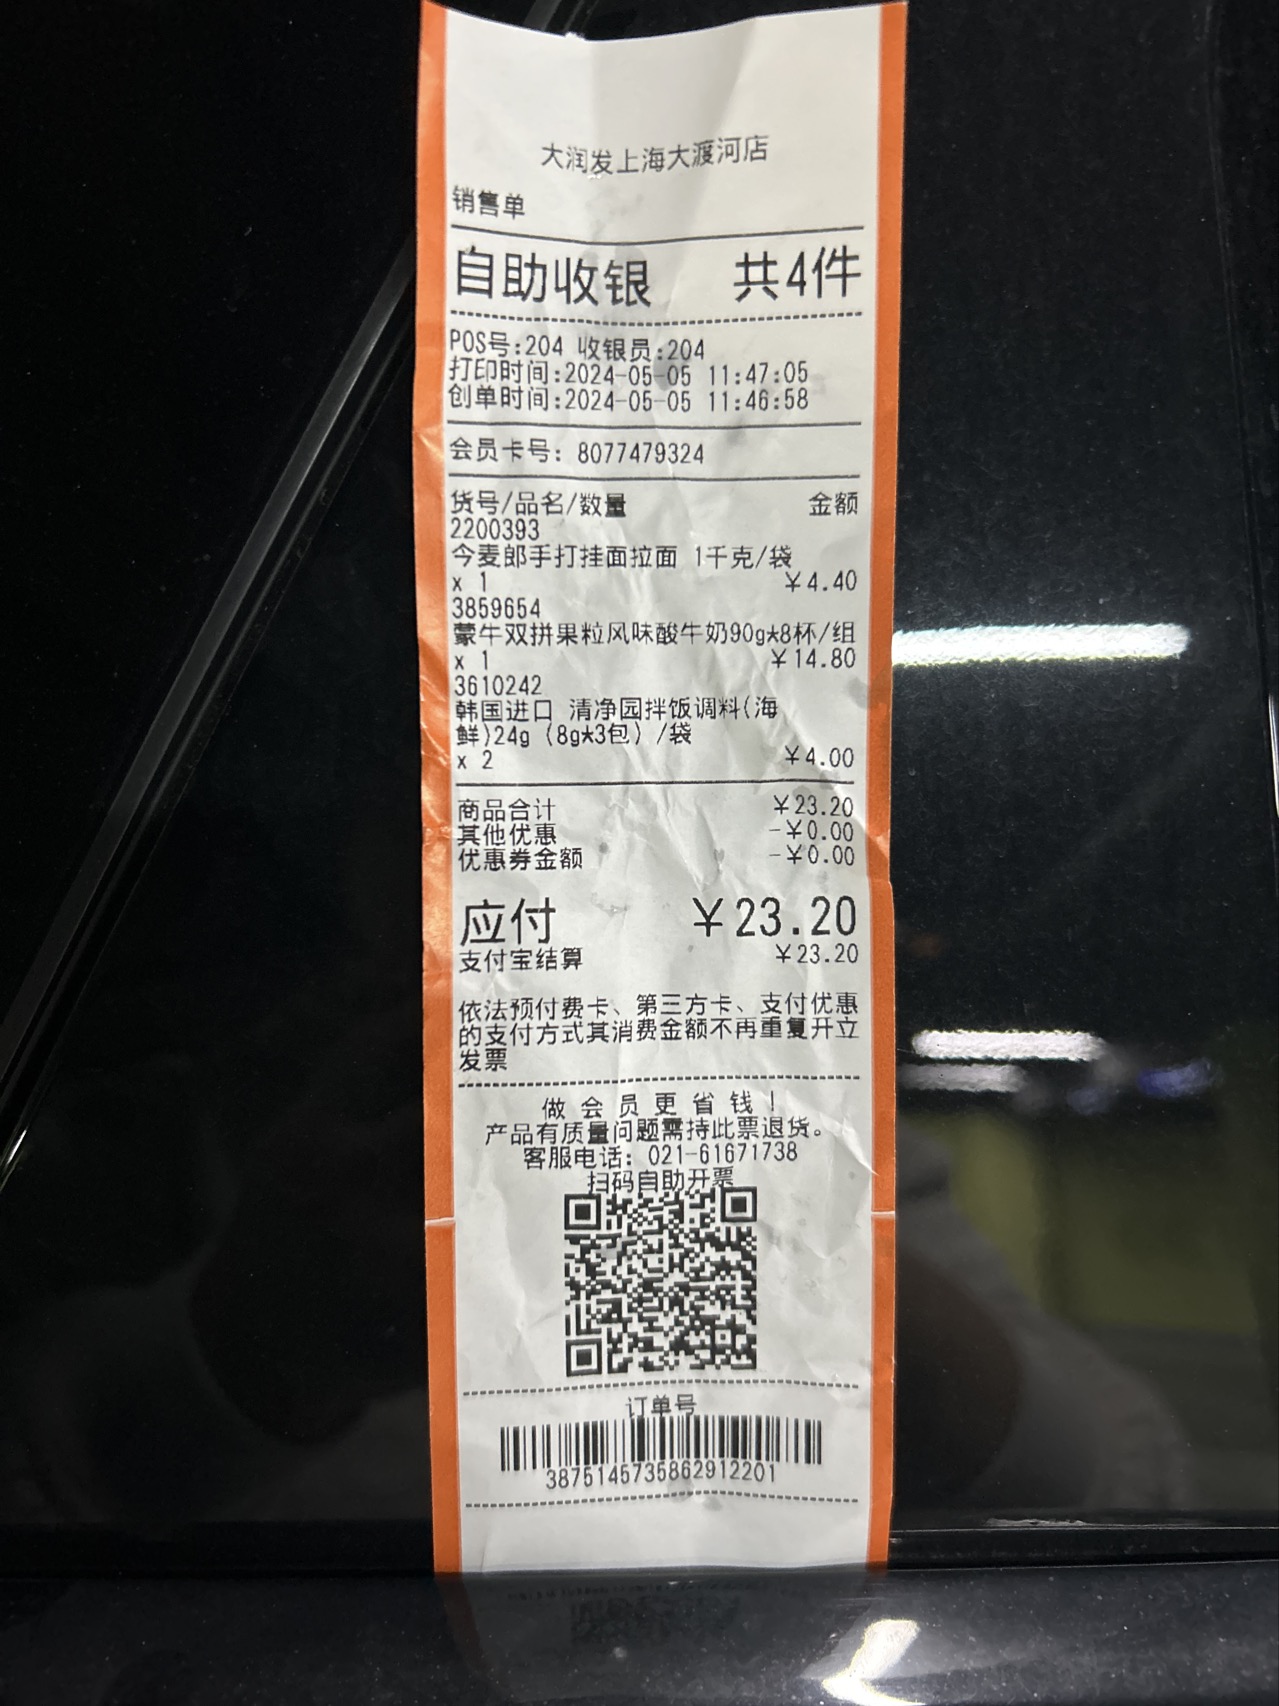 大润发上海大渡河店
销售单
自助收银 共4件
POS号:204 收银员:204
打印时间:2024-05-05 11:47:05
创单时间:2024-05-05 11:46:58
会员卡号: 8077479324
货号/品名/数量 金额
2200393
今麦郎手打挂面拉面 1千克/袋
x 1 ¥4.40
3859654
蒙牛双拼果粒风味酸牛奶90g*8杯/组
x 1 ¥14.80
3610242
韩国进口 清净园拌饭调料(海
鲜)24g（8g*3包）/袋
x 2 ¥4.00
商品合计 ¥23.20
其他优惠 -¥0.00
优惠券金额 -¥0.00
应付 ¥23.20
支付宝结算 ¥23.20
依法预付费卡、第三方卡、支付优惠
的支付方式其消费金额不再重复开立
发票
做会员更省钱！
产品有质量问题需持此票退货。
客服电话: 021-61671738
扫码自助开票
订单号
3875145735862912201